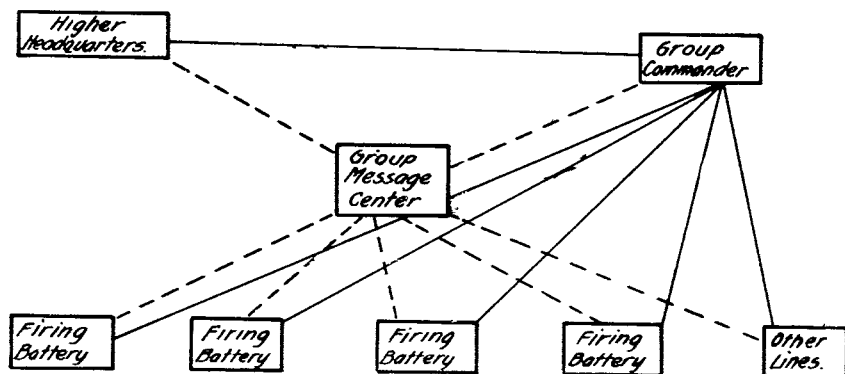 Higher
Headquarters.
Group
Commander
Group
Message
Center
Firing
Battery
Firing
Battery
Firing
Battery
Firing
Battery
Other
Lines.